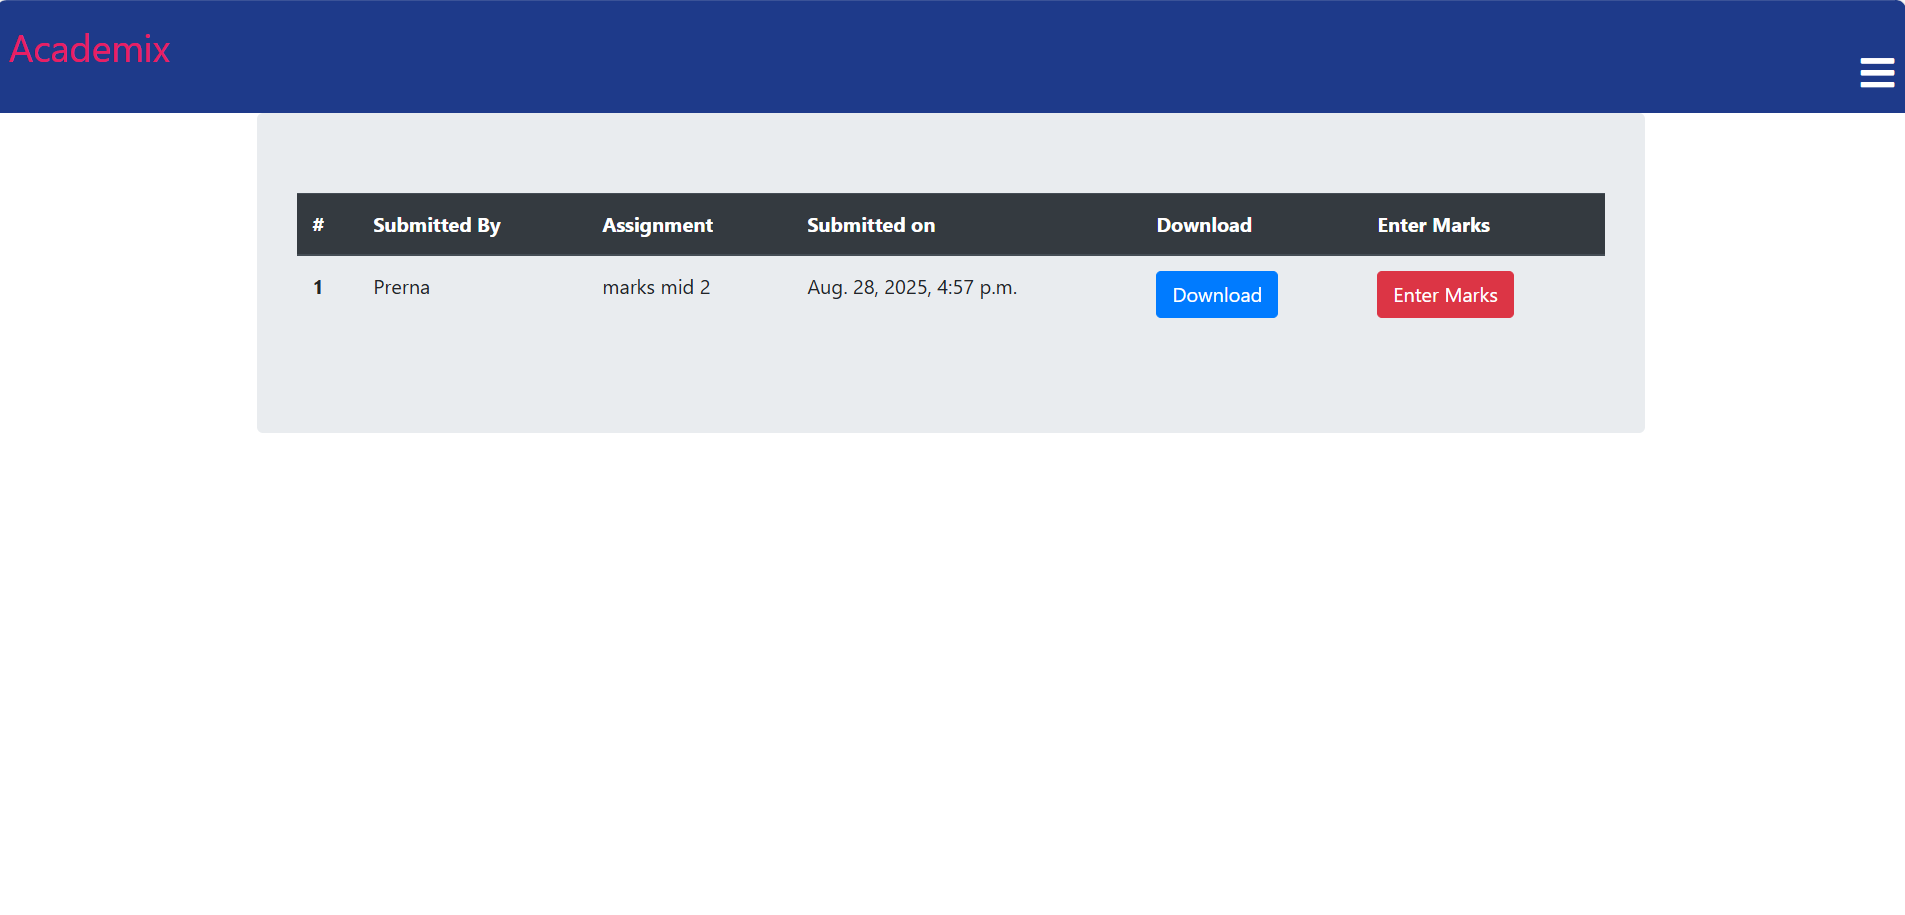 Academix
# Submitted By Assignment Submitted on Download Enter Marks
1 Prerna marks mid 2 Aug. 28, 2025, 4:57 p.m. Download Enter Marks